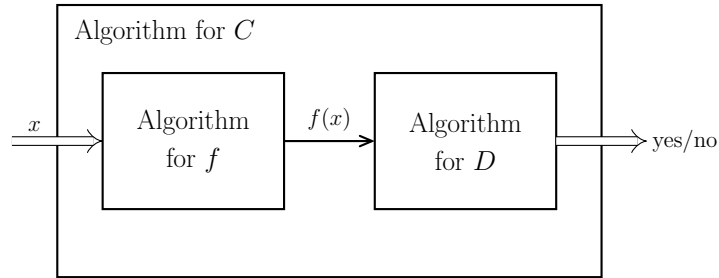 Algorithm for C
x
Algorithm
for f
f(x)
Algorithm
for D
yes/no